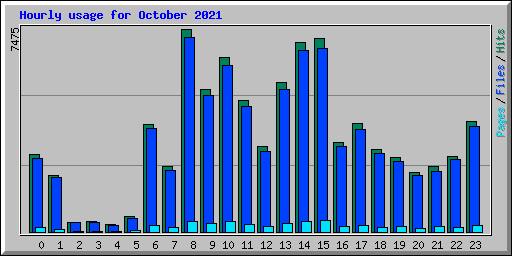 Hourly usage for October 2021
7475
Pages/Files/Hits
0 1 2 3 4 5 6 7 8 9 10 11 12 13 14 15 16 17 18 19 20 21 22 23